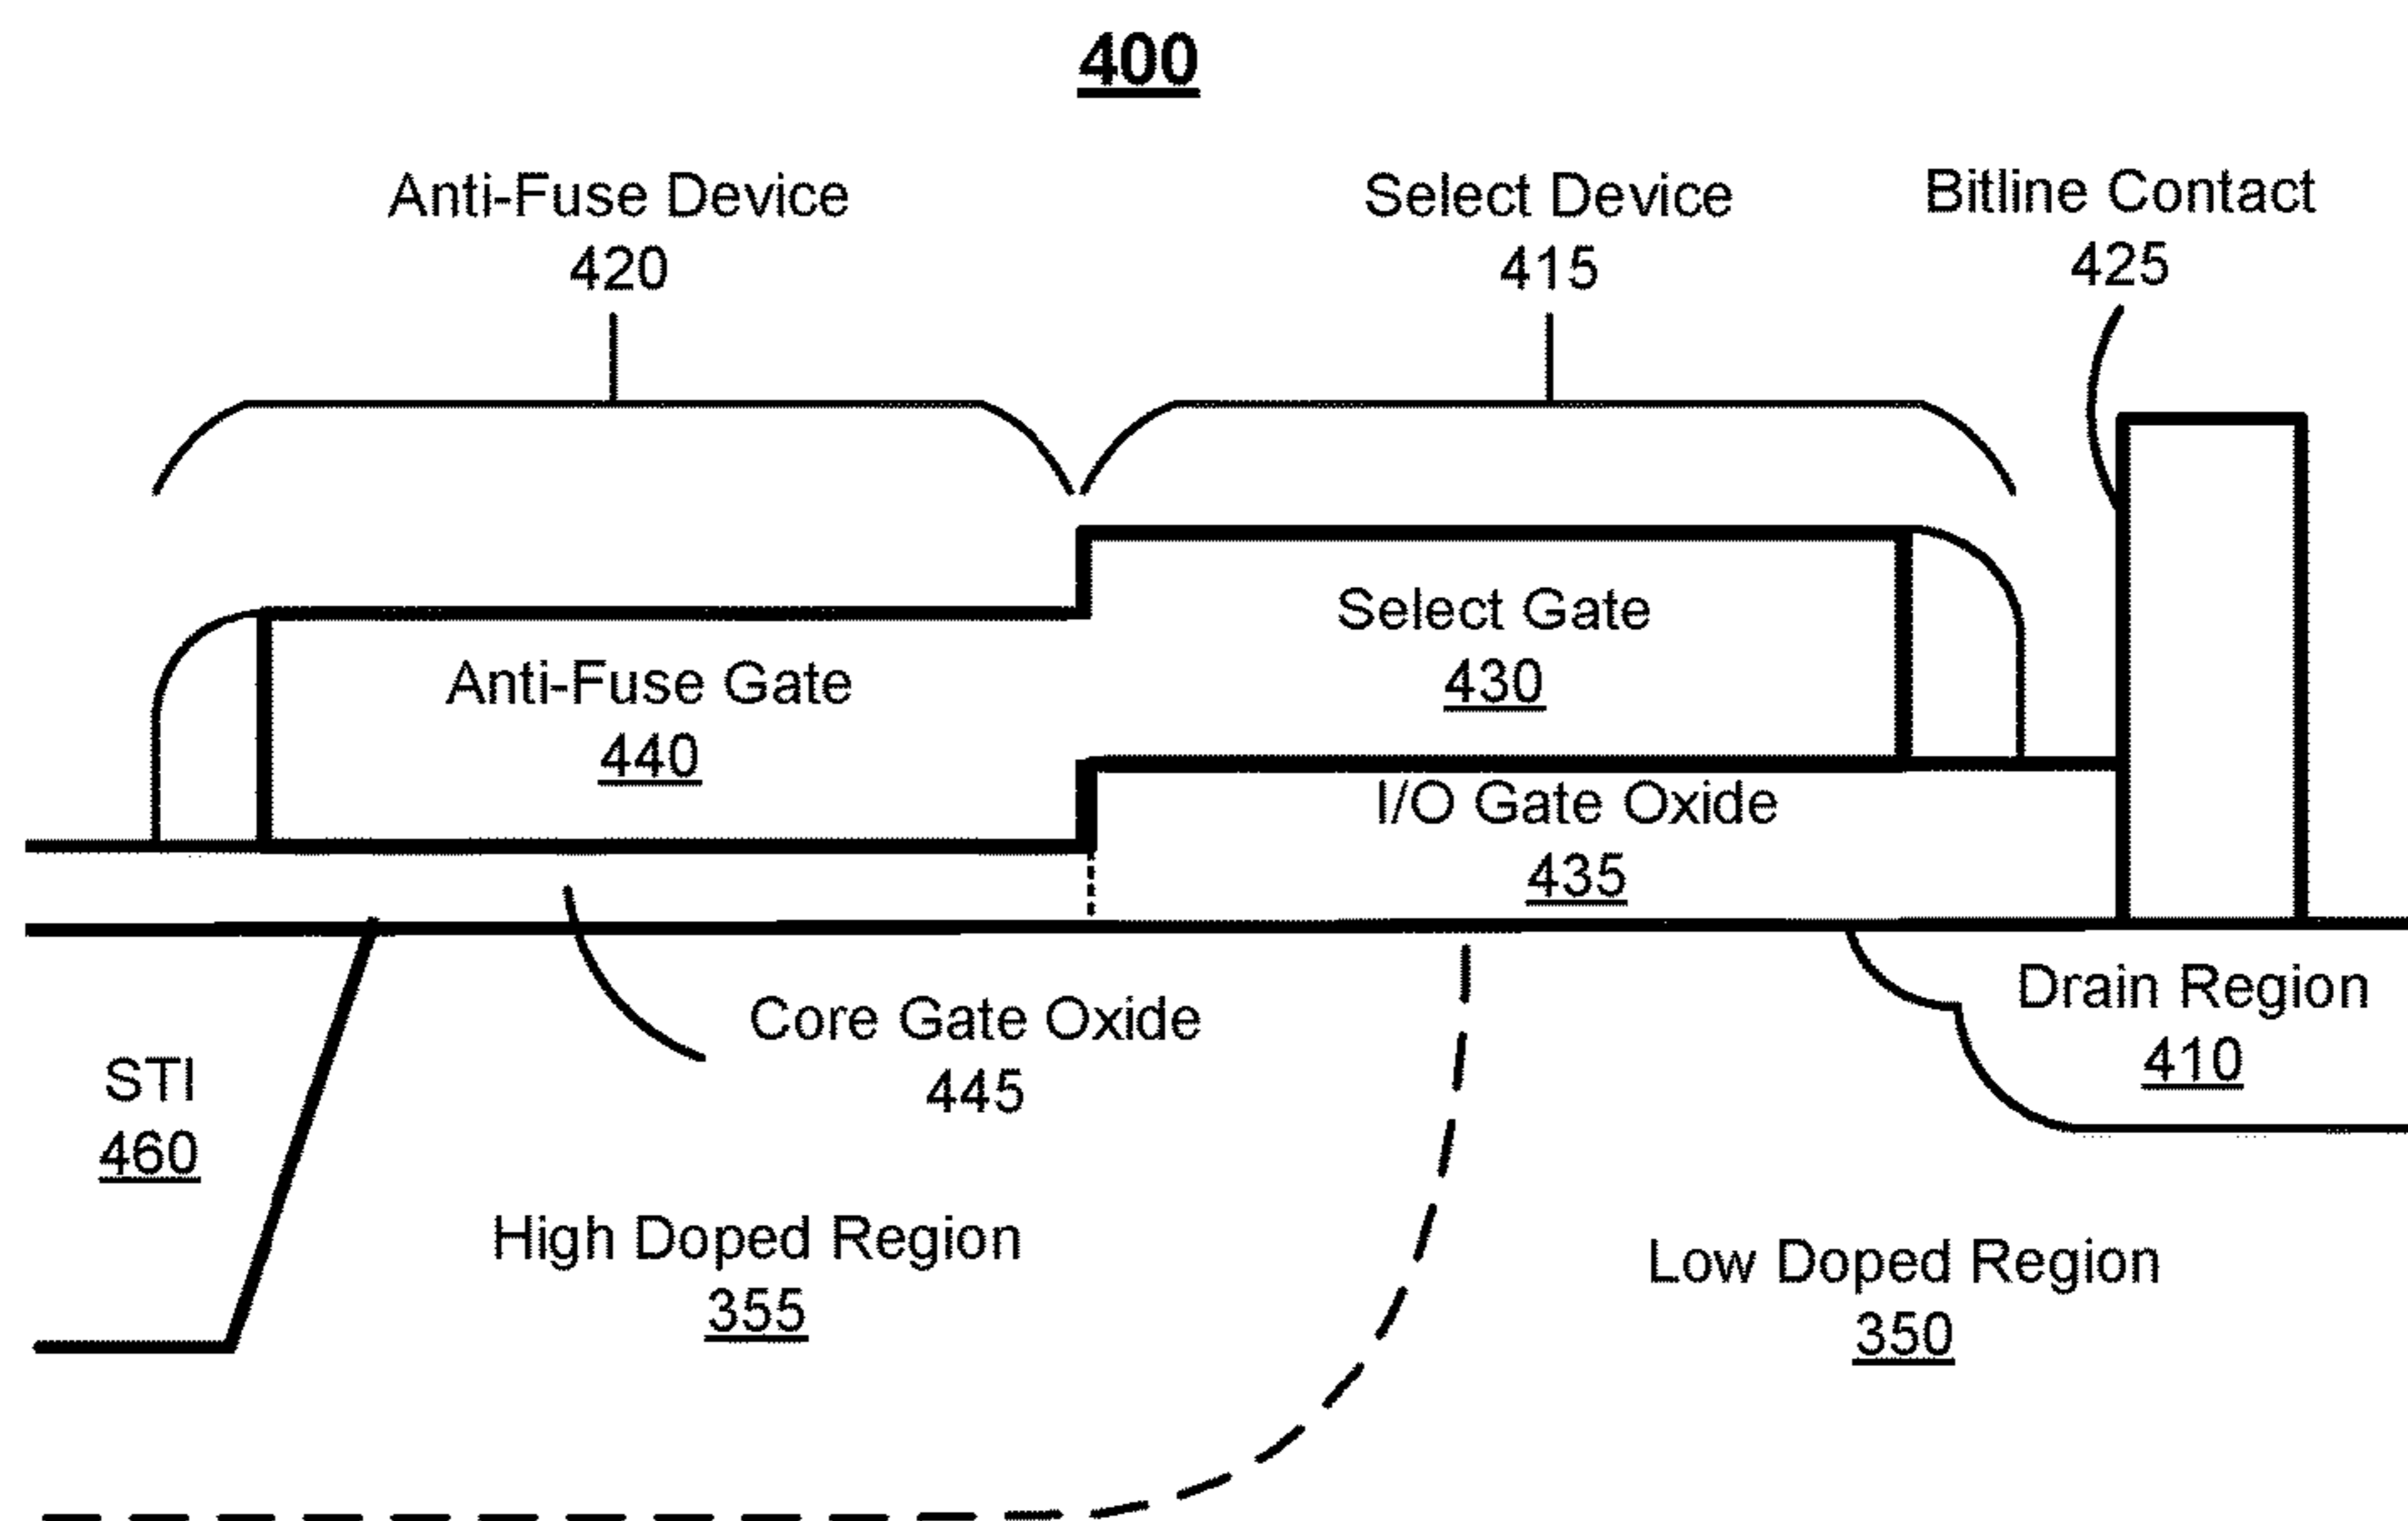 400
Anti-Fuse Device
420
Select Device
415
Bitline Contact
425
Select Gate
430
Anti-Fuse Gate
440
I/O Gate Oxide
435
Core Gate Oxide
445
Drain Region
410
STI
460
High Doped Region
355
Low Doped Region
350